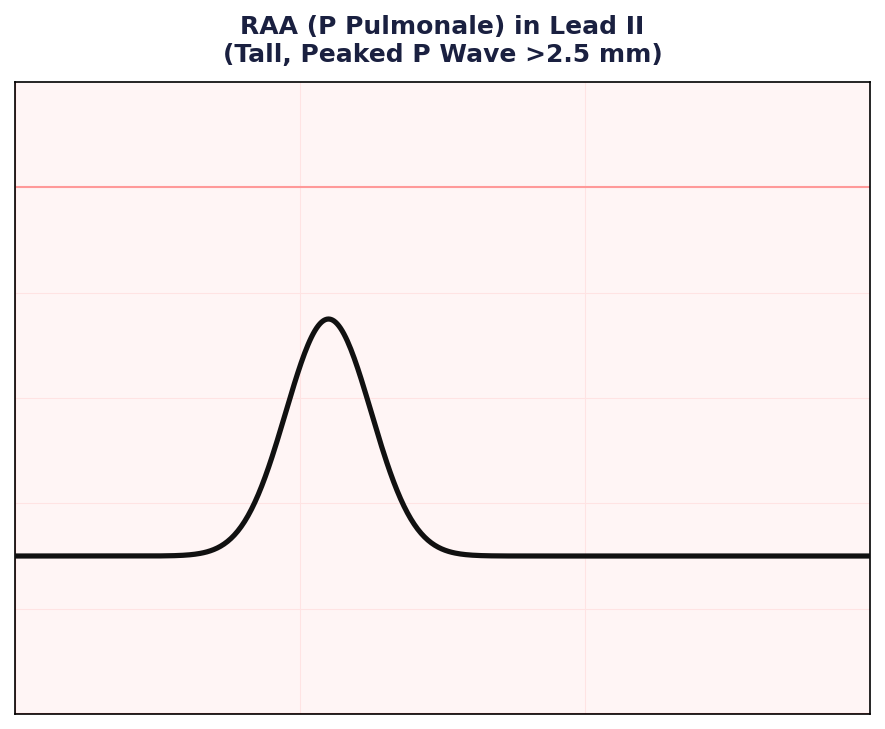 RAA (P Pulmonale) in Lead II
(Tall, Peaked P Wave >2.5 mm)